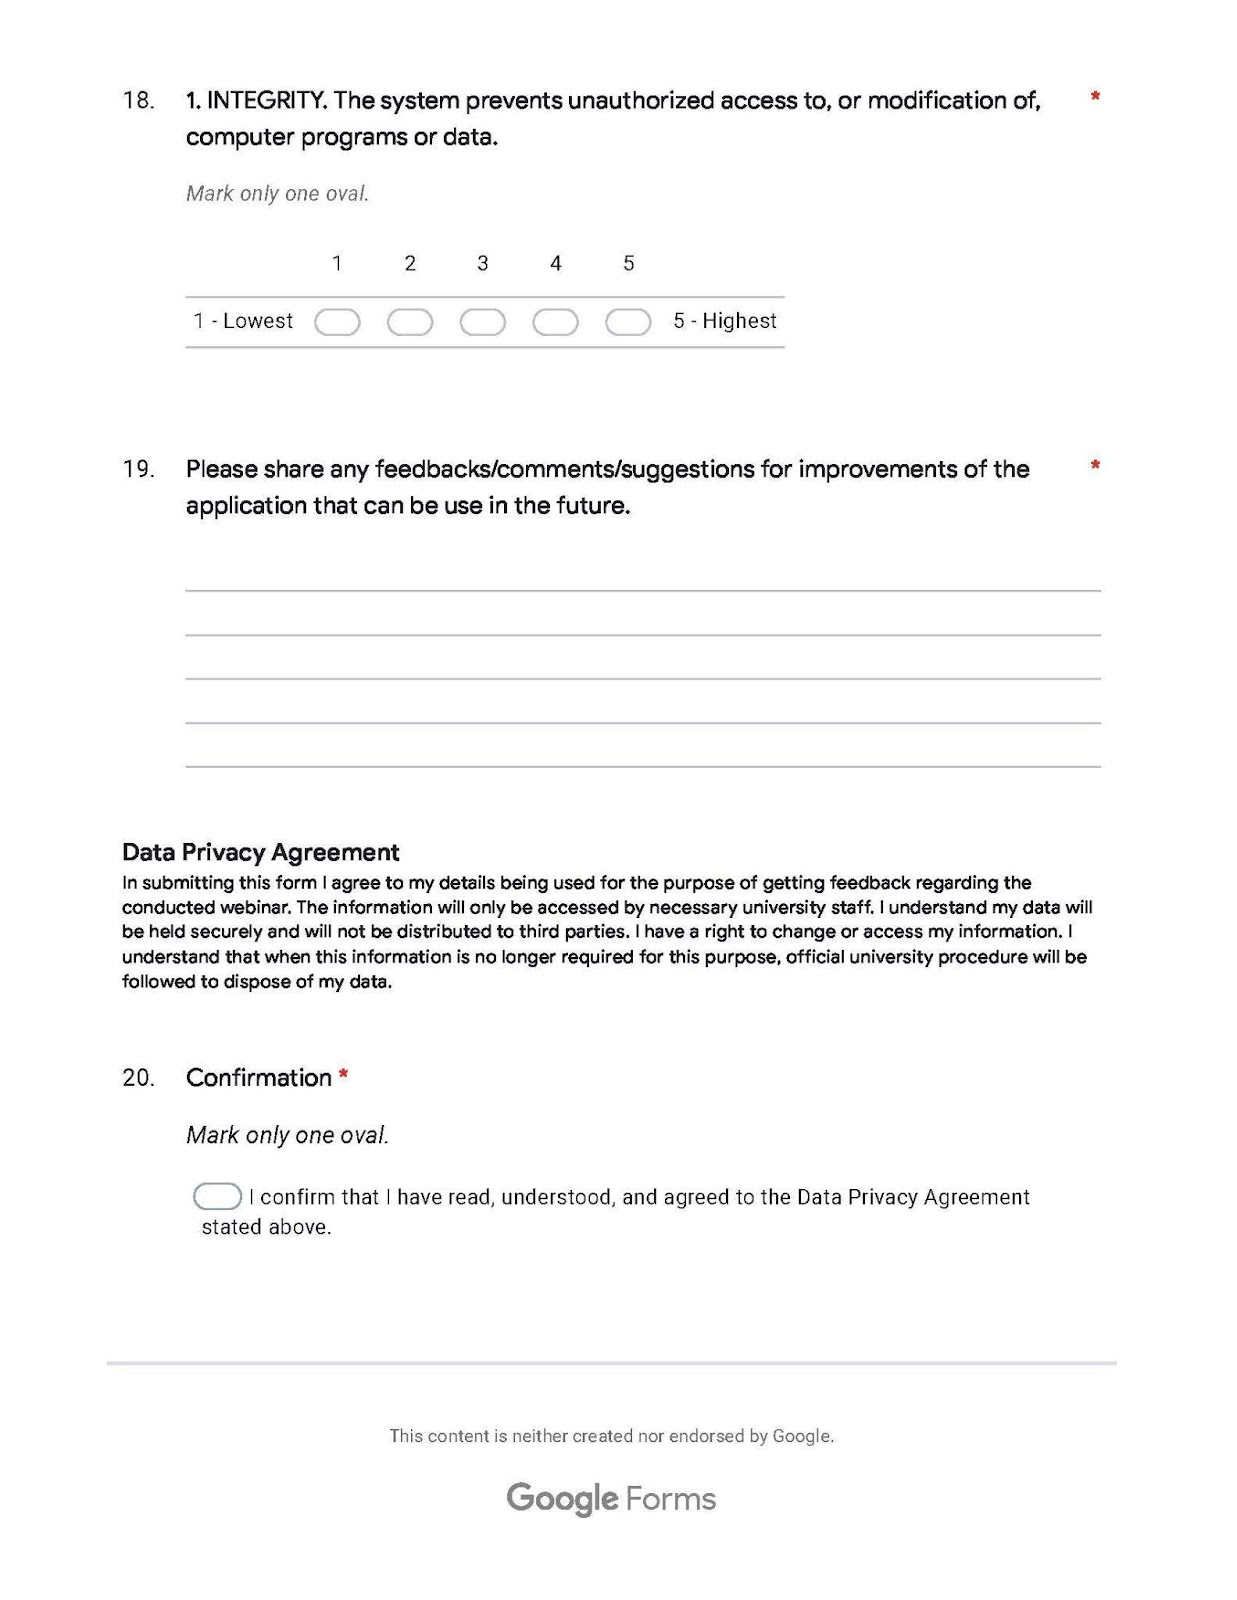 18. 1. INTEGRITY. The system prevents unauthorized access to, or modification of, *
computer programs or data.
Mark only one oval.
1 2 3 4 5
1 - Lowest 5 - Highest
19. Please share any feedbacks/comments/suggestions for improvements of the *
application that can be use in the future.
Data Privacy Agreement
In submitting this form I agree to my details being used for the purpose of getting feedback regarding the
conducted webinar. The information will only be accessed by necessary university staff. I understand my data will
be held securely and will not be distributed to third parties. I have a right to change or access my information. I
understand that when this information is no longer required for this purpose, official university procedure will be
followed to dispose of my data.
20. Confirmation *
Mark only one oval.
I confirm that I have read, understood, and agreed to the Data Privacy Agreement
stated above.
This content is neither created nor endorsed by Google.
Google Forms